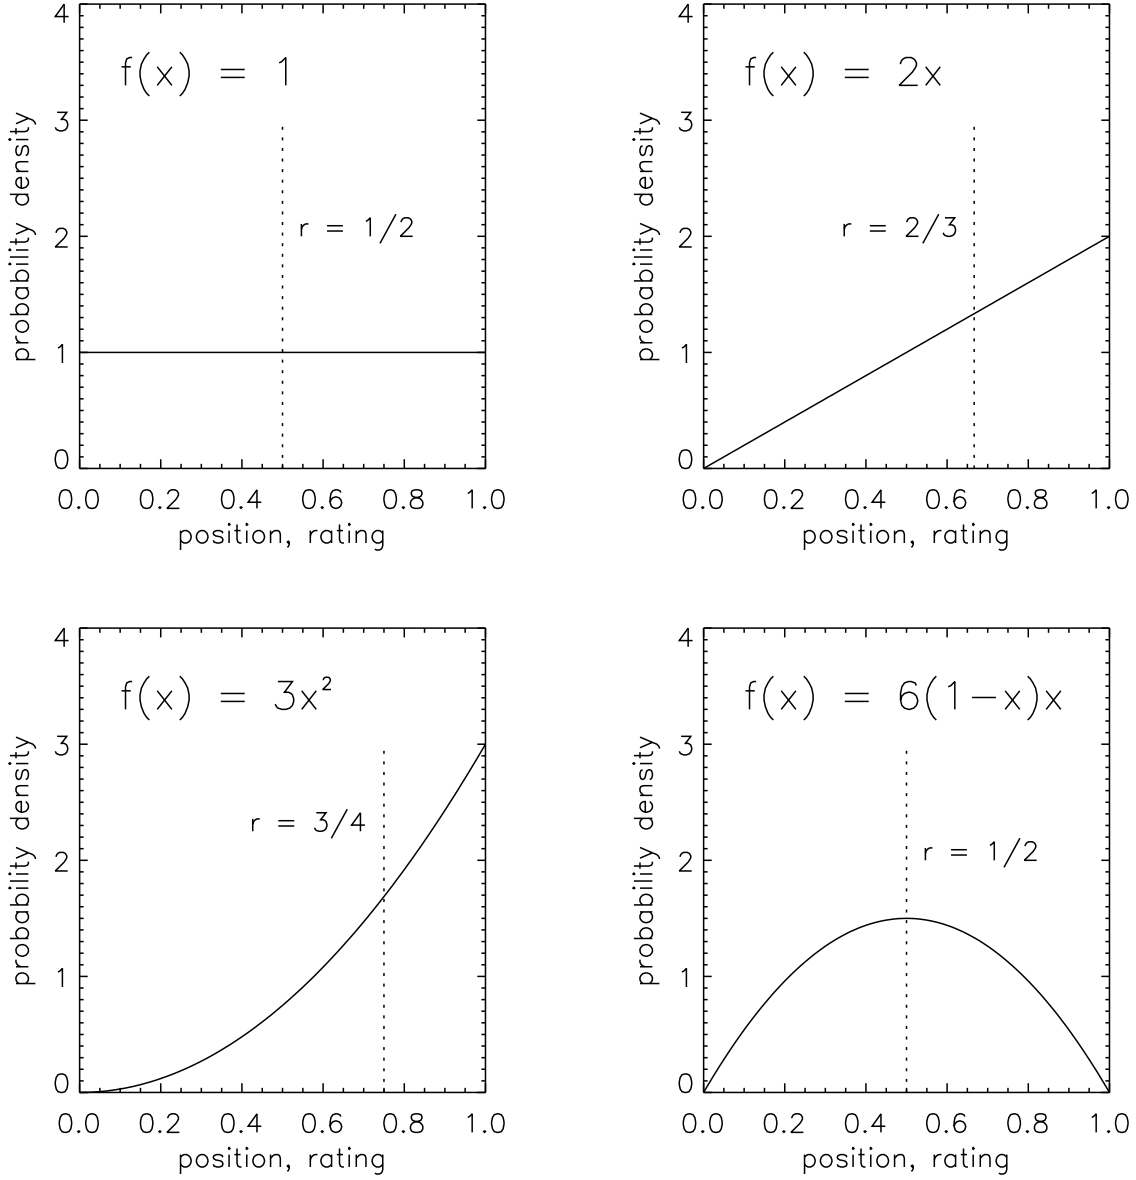 f(x) = 1
r = 1/2
probability density
4
3
2
1
0
0.0 0.2 0.4 0.6 0.8 1.0
position, rating
f(x) = 2x
r = 2/3
probability density
4
3
2
1
0
0.0 0.2 0.4 0.6 0.8 1.0
position, rating
f(x) = 3x²
r = 3/4
probability density
4
3
2
1
0
0.0 0.2 0.4 0.6 0.8 1.0
position, rating
f(x) = 6(1−x)x
r = 1/2
probability density
4
3
2
1
0
0.0 0.2 0.4 0.6 0.8 1.0
position, rating